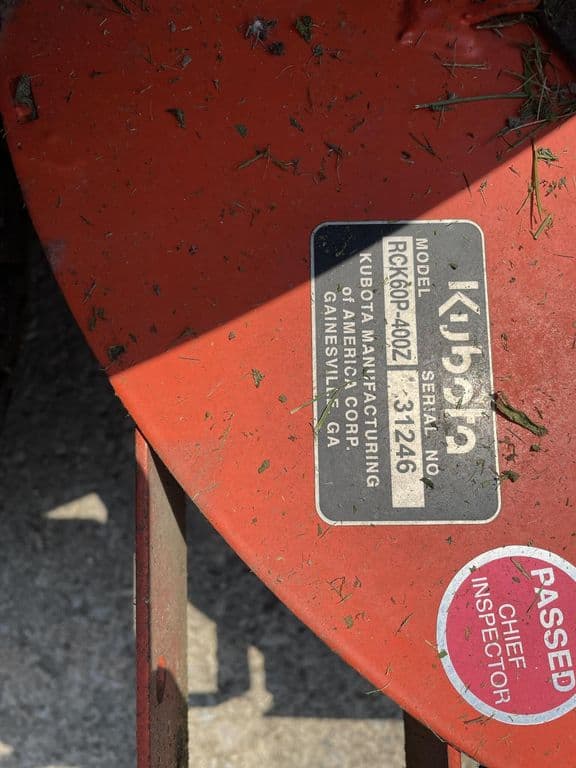 Kubota
MODEL SERIAL NO
RCK60P-400Z 31246
KUBOTA MANUFACTURING
of AMERICA CORP.
GAINESVILLE, GA
PASSED
CHIEF
INSPECTOR